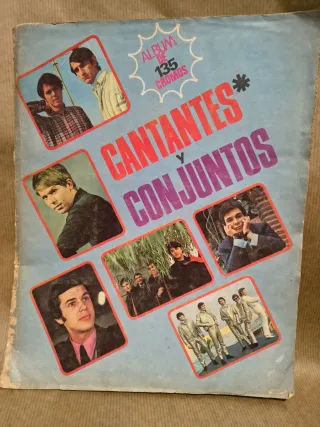 ALBUM
DE
135
CROMOS
CANTANTES*
Y
CONJUNTOS